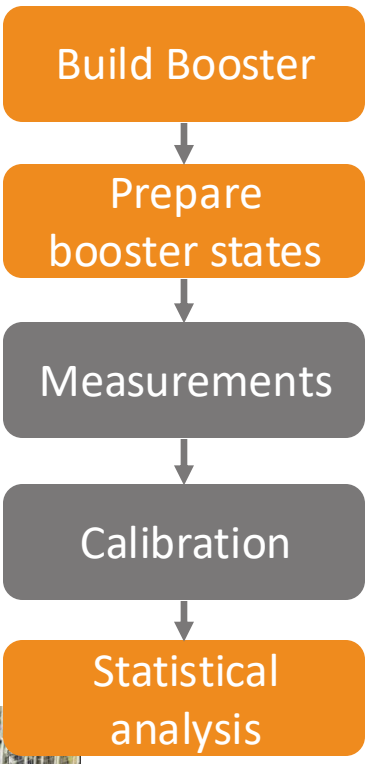 Build Booster
Prepare
booster states
Measurements
Calibration
Statistical
analysis